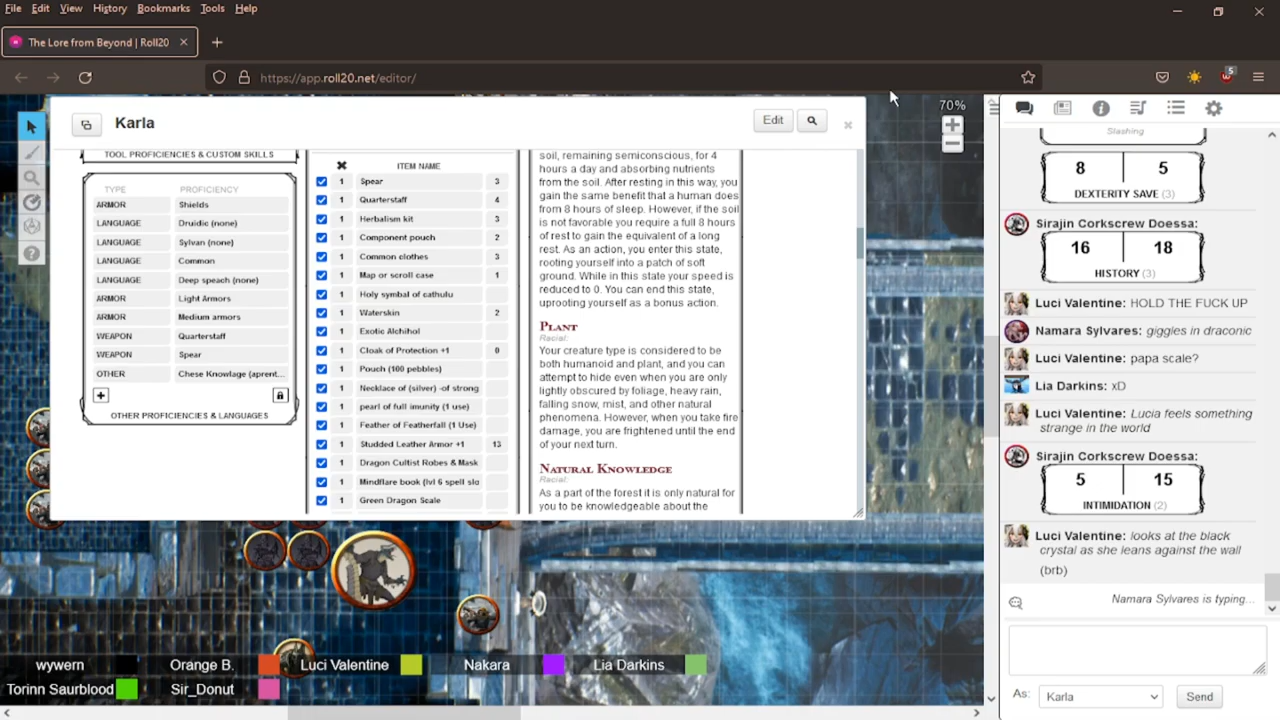 File Edit View History Bookmarks Tools Help
The Lore from Beyond | Roll20
https://app.roll20.net/editor/
5
Karla
Edit
70%
TOOL PROFICIENCIES & CUSTOM SKILLS
TYPE PROFICIENCY
ARMOR Shields
LANGUAGE Druidic (none)
LANGUAGE Sylvan (none)
LANGUAGE Common
LANGUAGE Deep speach (none)
ARMOR Light Armors
ARMOR Medium armors
WEAPON Quarterstaff
WEAPON Spear
OTHER Chese Knowlage (aprent...
OTHER PROFICIENCIES & LANGUAGES
ITEM NAME
1 Spear 3
1 Quarterstaff 4
1 Herbalism kit 3
1 Component pouch 2
1 Common clothes 3
1 Map or scroll case 1
1 Holy symbol of cathulu
1 Waterskin 2
1 Exotic Alchihol
1 Cloak of Protection +1 0
1 Pouch (100 pebbles)
1 Necklace of (silver) -of strong
1 pearl of full imunity (1 use)
1 Feather of Featherfall (1 Use)
1 Studded Leather Armor +1 13
1 Dragon Cultist Robes & Mask
1 Mindflare book (lvl 6 spell slo
1 Green Dragon Scale
soil, remaining semiconscious, for 4
hours a day and absorbing nutrients
from the soil. After resting in this way, you
gain the same benefit that a human does
from 8 hours of sleep. However, if the soil
is not favorable you require a full 8 hours
of rest to gain the equivalent of a long
rest. As an action, you enter this state,
rooting yourself into a patch of soft
ground. While in this state your speed is
reduced to 0. You can end this state,
uprooting yourself as a bonus action.
PLANT
Racial:
Your creature type is considered to be
both humanoid and plant, and you can
attempt to hide even when you are only
lightly obscured by foliage, heavy rain,
falling snow, mist, and other natural
phenomena. However, when you take fire
damage, you are frightened until the end
of your next turn.
NATURAL KNOWLEDGE
Racial:
As a part of the forest it is only natural for
you to be knowledgeable about the
Slashing
8 5
DEXTERITY SAVE (3)
Sirajin Corkscrew Doessa:
16 18
HISTORY (3)
Luci Valentine: HOLD THE FUCK UP
Namara Sylvares: giggles in draconic
Luci Valentine: papa scale?
Lia Darkins: xD
Luci Valentine: Lucia feels something
strange in the world
Sirajin Corkscrew Doessa:
5 15
INTIMIDATION (2)
Luci Valentine: looks at the black
crystal as she leans against the wall
(brb)
Namara Sylvares is typing...
As: Karla Send
wywern Orange B. Luci Valentine Nakara Lia Darkins
Torinn Saurblood Sir_Donut